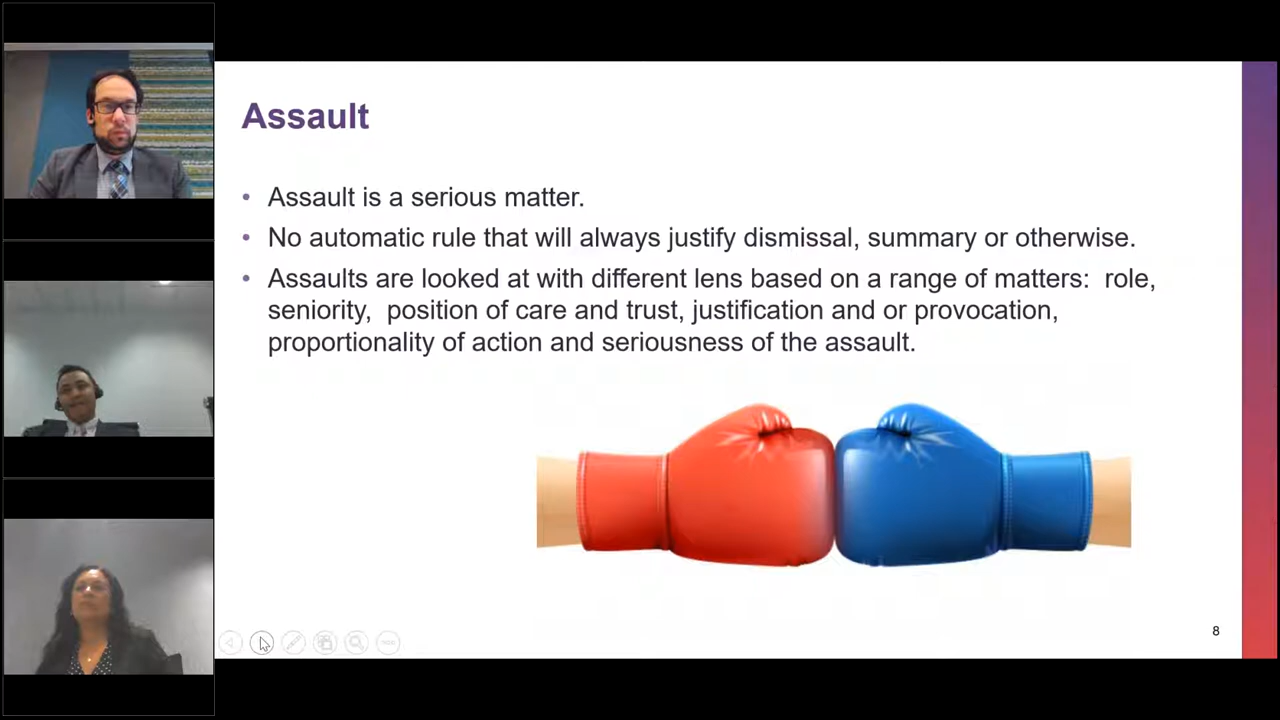 Assault
• Assault is a serious matter.
• No automatic rule that will always justify dismissal, summary or otherwise.
• Assaults are looked at with different lens based on a range of matters:  role,
seniority,  position of care and trust, justification and or provocation,
proportionality of action and seriousness of the assault.
8